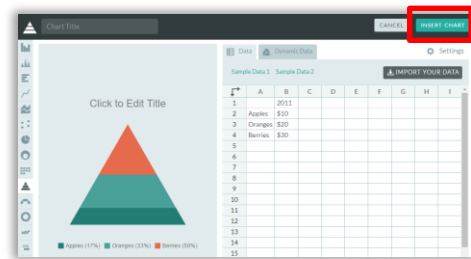 Chart Title
CANCEL
INSERT CHART
Data
Dynamic Data
Settings
Sample Data 1 Sample Data 2
IMPORT YOUR DATA
A B C D E F G H I
1 2011
2 Apples $10
3 Oranges $20
4 Berries $30
5
6
7
8
9
10
11
12
13
14
15
Click to Edit Title
Apples (17%) Oranges (33%) Berries (50%)